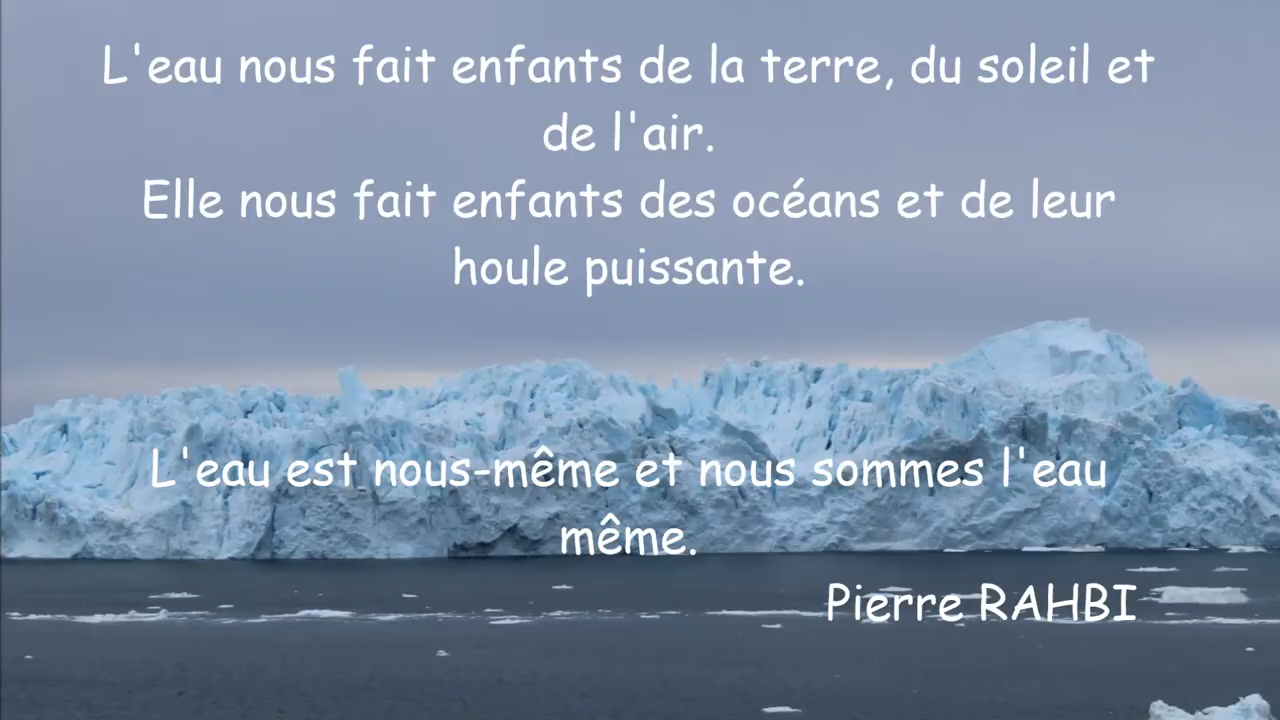 L'eau nous fait enfants de la terre, du soleil et
de l'air.
Elle nous fait enfants des océans et de leur
houle puissante.
L'eau est nous-même et nous sommes l'eau
même.
Pierre RAHBI